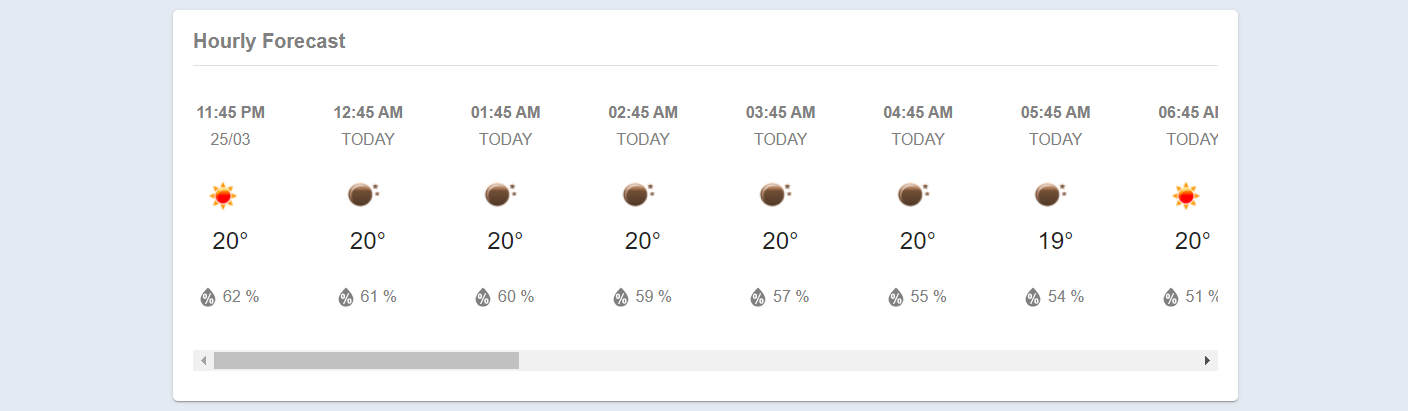 Hourly Forecast
11:45 PM 12:45 AM 01:45 AM 02:45 AM 03:45 AM 04:45 AM 05:45 AM 06:45 AM
25/03 TODAY TODAY TODAY TODAY TODAY TODAY TODAY
20° 20° 20° 20° 20° 20° 19° 20°
% 62 % % 61 % % 60 % % 59 % % 57 % % 55 % % 54 % % 51 %